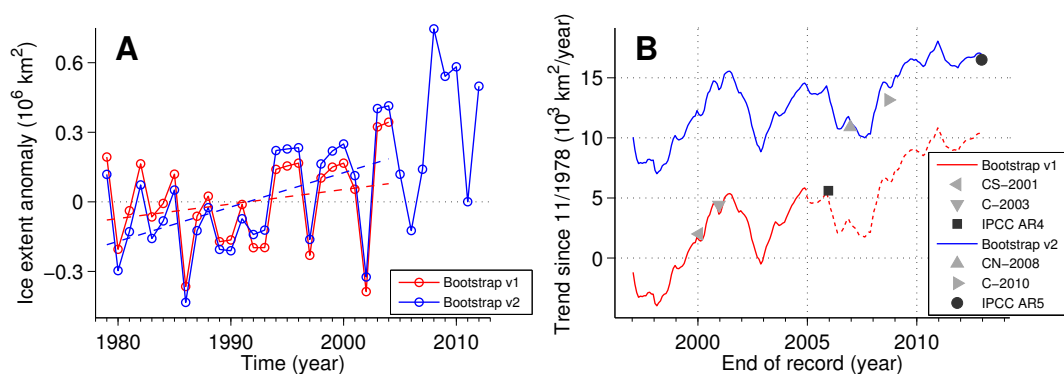 A
Ice extent anomaly (10⁶ km²)
0.6
0.3
0
−0.3
1980
1990
2000
2010
Time (year)
Bootstrap v1
Bootstrap v2
B
Trend since 11/1978 (10³ km²/year)
15
10
5
0
2000
2005
2010
End of record (year)
Bootstrap v1
CS−2001
C−2003
IPCC AR4
Bootstrap v2
CN−2008
C−2010
IPCC AR5